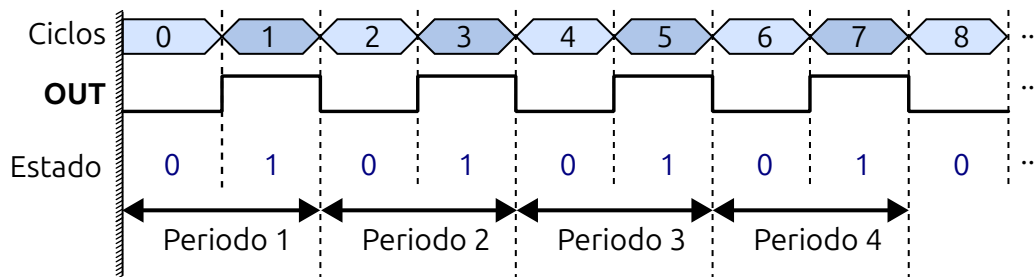 Ciclos 0 1 2 3 4 5 6 7 8 ...
OUT ...
Estado 0 1 0 1 0 1 0 1 0 ...
Periodo 1 Periodo 2 Periodo 3 Periodo 4